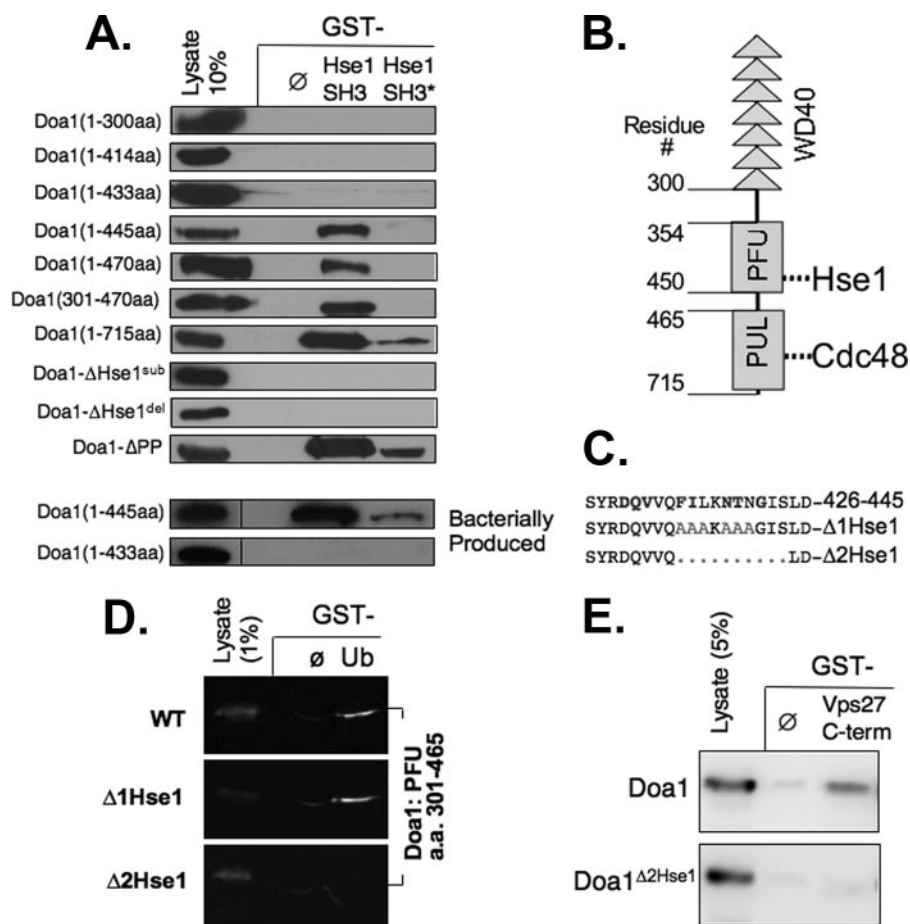 A.
Lysate 10%
GST-
Ø
Hse1 SH3
Hse1 SH3*
Doa1(1-300aa)
Doa1(1-414aa)
Doa1(1-433aa)
Doa1(1-445aa)
Doa1(1-470aa)
Doa1(301-470aa)
Doa1(1-715aa)
Doa1-ΔHse1sub
Doa1-ΔHse1del
Doa1-ΔPP
Doa1(1-445aa)
Doa1(1-433aa)
Bacterially
Produced
B.
Residue
#
300
354
450
465
715
WD40
PFU
PUL
Hse1
Cdc48
C.
SYRDQVVQFILKNTNGISLD-426-445
SYRDQVVQAAAKAAAGISLD-Δ1Hse1
SYRDQVVQ..........LD-Δ2Hse1
D.
Lysate (1%)
GST-
ø Ub
WT
Δ1Hse1
Δ2Hse1
Doa1: PFU
a.a. 301-465
E.
Lysate (5%)
GST-
Ø
Vps27
C-term
Doa1
Doa1Δ2Hse1